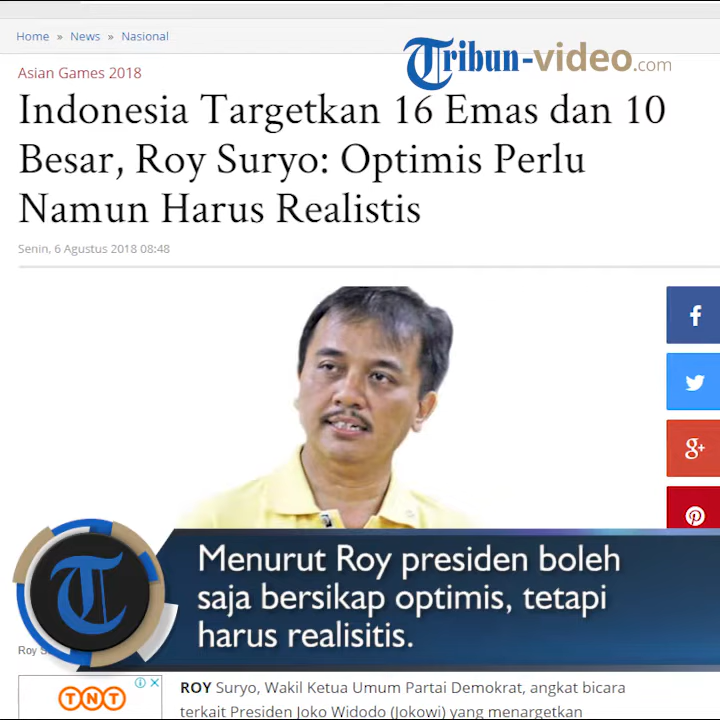 Home » News » Nasional
Tribun-video.com
Asian Games 2018
Indonesia Targetkan 16 Emas dan 10
Besar, Roy Suryo: Optimis Perlu
Namun Harus Realistis
Senin, 6 Agustus 2018 08:48
f
g+
T
Menurut Roy presiden boleh
saja bersikap optimis, tetapi
harus realisitis.
Roy
TNT
ROY Suryo, Wakil Ketua Umum Partai Demokrat, angkat bicara
terkait Presiden Joko Widodo (Jokowi) yang menargetkan